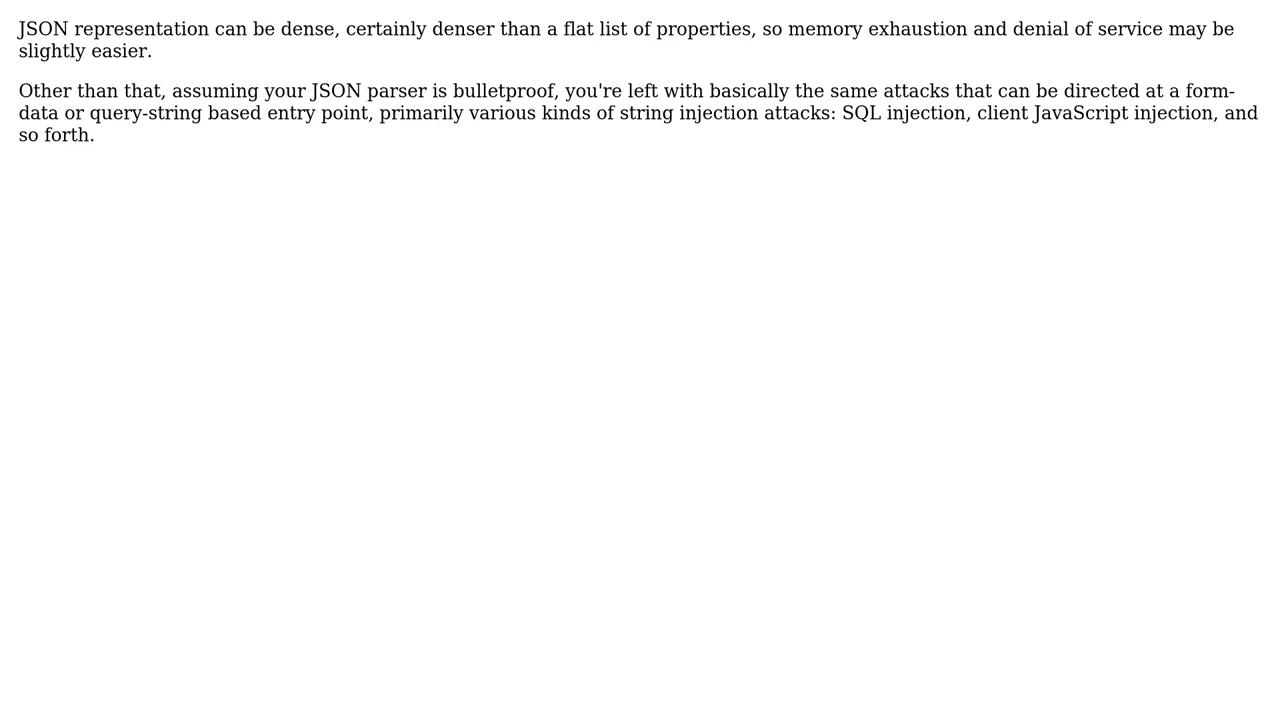 JSON representation can be dense, certainly denser than a flat list of properties, so memory exhaustion and denial of service may be
slightly easier.
Other than that, assuming your JSON parser is bulletproof, you're left with basically the same attacks that can be directed at a form-
data or query-string based entry point, primarily various kinds of string injection attacks: SQL injection, client JavaScript injection, and
so forth.